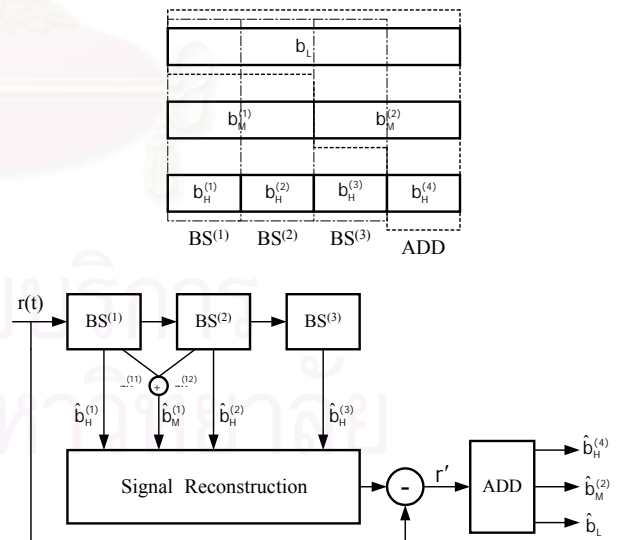 b_L
b_M^(1) b_M^(2)
b_H^(1) b_H^(2) b_H^(3) b_H^(4)
BS^(1) BS^(2) BS^(3) ADD
r(t) BS^(1) BS^(2) BS^(3)
^(11) + ^(12)
b̂_H^(1) b̂_M^(1) b̂_H^(2) b̂_H^(3)
Signal Reconstruction - r′ ADD
b̂_H^(4)
b̂_M^(2)
b̂_L